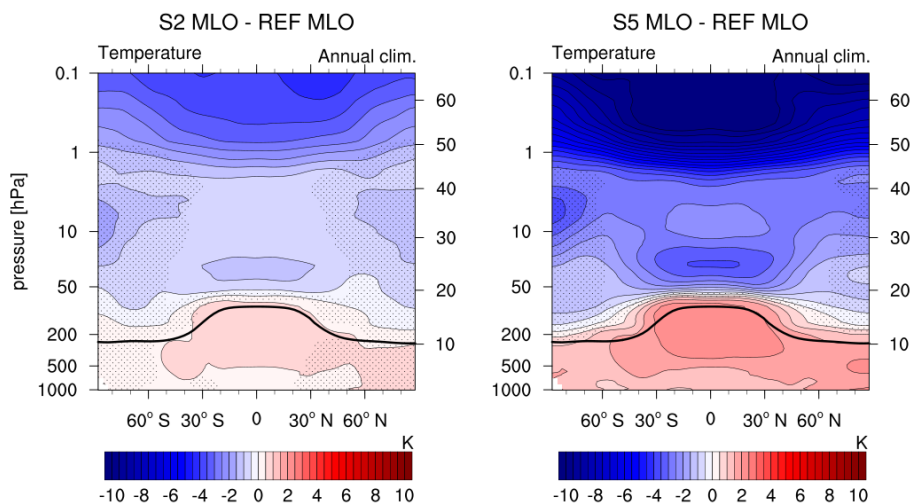 S2 MLO - REF MLO
Temperature Annual clim.
0.1
1
10
50
200
500
1000
pressure [hPa]
60
50
40
30
20
10
60° S 30° S 0 30° N 60° N
K
-10 -8 -6 -4 -2 0 2 4 6 8 10
S5 MLO - REF MLO
Temperature Annual clim.
0.1
1
10
50
200
500
1000
60
50
40
30
20
10
60° S 30° S 0 30° N 60° N
K
-10 -8 -6 -4 -2 0 2 4 6 8 10